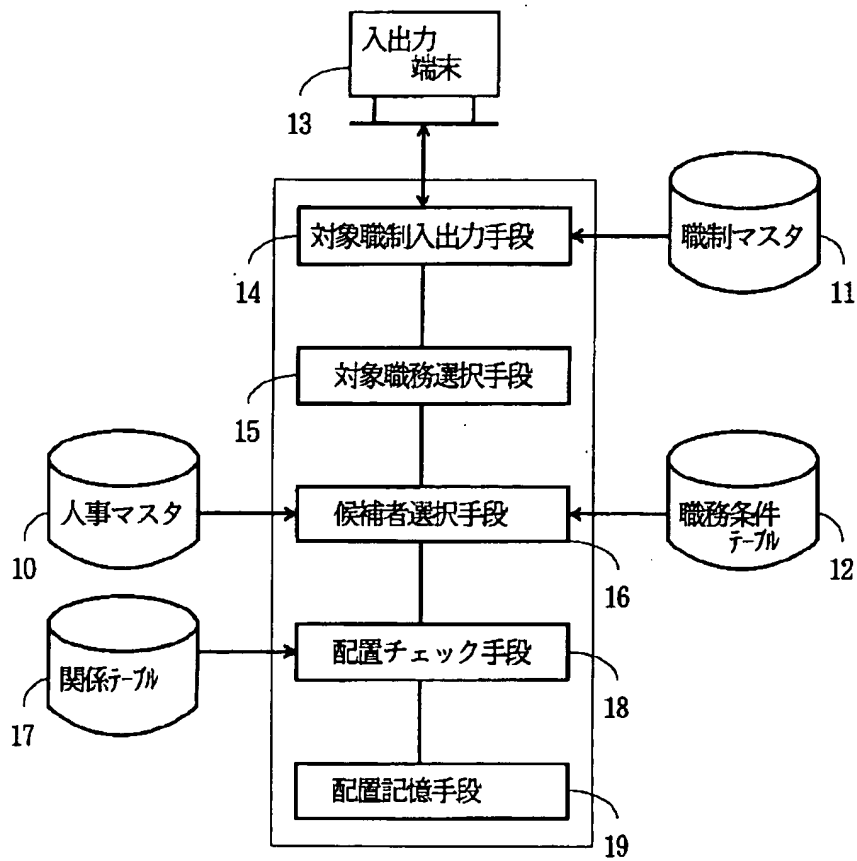 入出力
端末
13
対象職制入出力手段
14
職制マスタ
11
対象職務選択手段
15
人事マスタ
10
候補者選択手段
16
職務条件
テーブル
12
関係テーブル
17
配置チェック手段
18
配置記憶手段
19